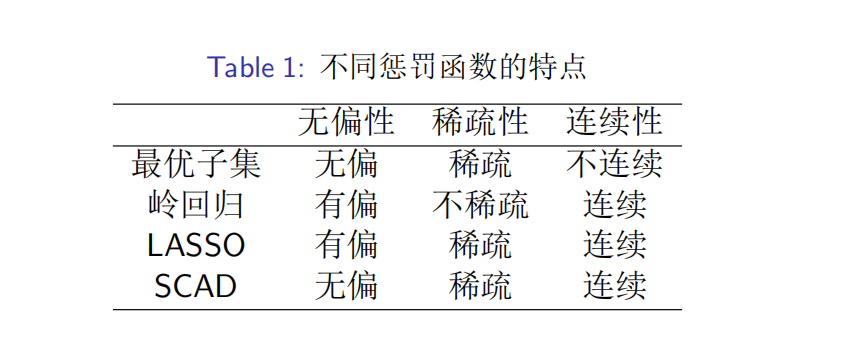 Table 1: 不同惩罚函数的特点
无偏性 稀疏性 连续性
最优子集 无偏 稀疏 不连续
岭回归 有偏 不稀疏 连续
LASSO 有偏 稀疏 连续
SCAD 无偏 稀疏 连续